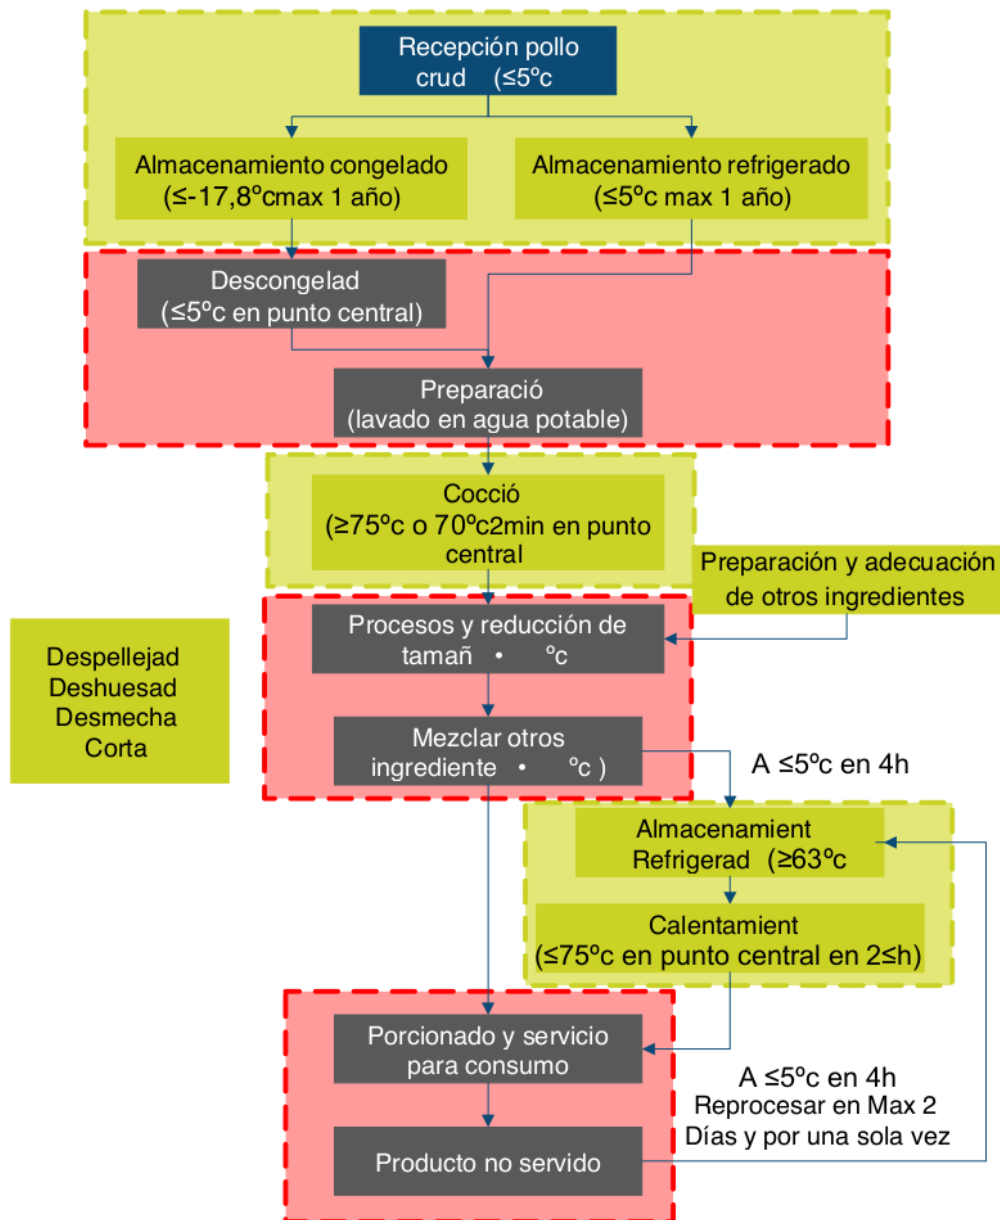 Recepción pollo
crud (≤5ºc
Almacenamiento congelado
(≤-17,8ºcmax 1 año)
Almacenamiento refrigerado
(≤5ºc max 1 año)
Descongelad
(≤5ºc en punto central)
Preparació
(lavado en agua potable)
Cocció
(≥75ºc o 70ºc2min en punto
central
Preparación y adecuación
de otros ingredientes
Procesos y reducción de
tamañ • ºc
Despellejad
Deshuesad
Desmecha
Corta
Mezclar otros
ingrediente • ºc )
A ≤5ºc en 4h
Almacenamient
Refrigerad (≥63ºc
Calentamient
(≤75ºc en punto central en 2≤h)
Porcionado y servicio
para consumo
A ≤5ºc en 4h
Reprocesar en Max 2
Días y por una sola vez
Producto no servido